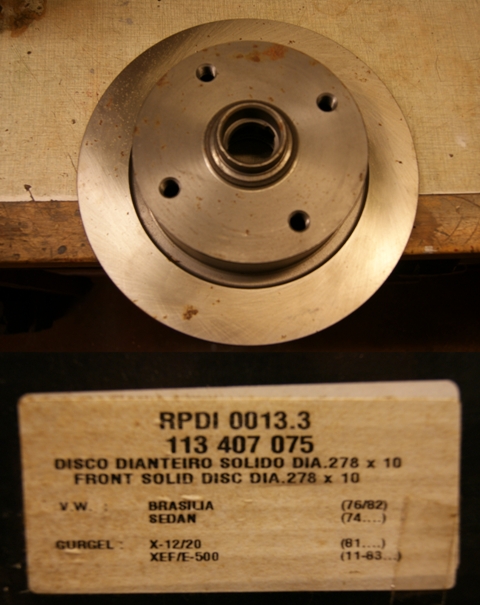 RPDI 0013.3
113 407 075
DISCO DIANTEIRO SOLIDO DIA.278 x 10
FRONT SOLID DISC DIA.278 x 10
VW: BRASILIA (76/82)
SEDAN (74....)
GURGEL: X-12/20 (81....)
XEF/E-500 (11-83...)